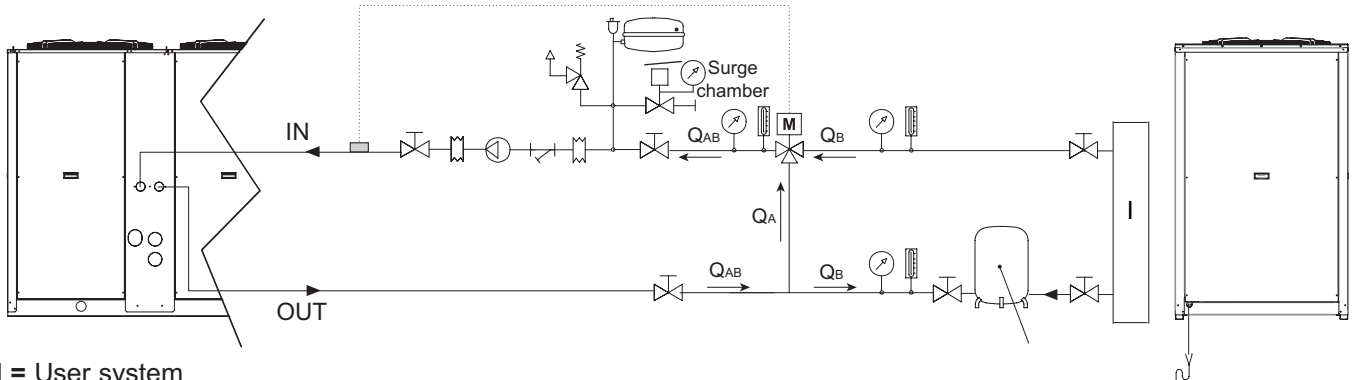 Surge
chamber
IN
QAB
M
QB
QA
I
QAB
QB
OUT
I = User system